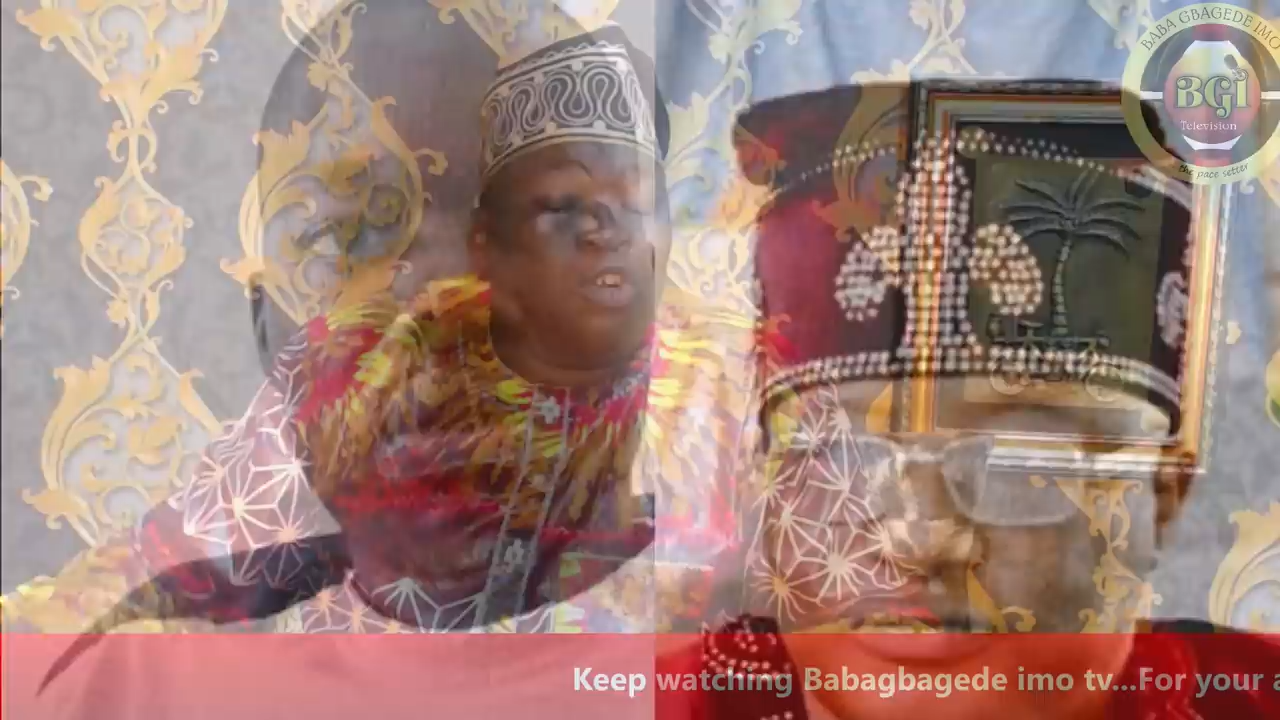 BABA GBAGEDE IMO
BGI
Television
the pace setter
Keep watching Babagbagede imo tv...For your a